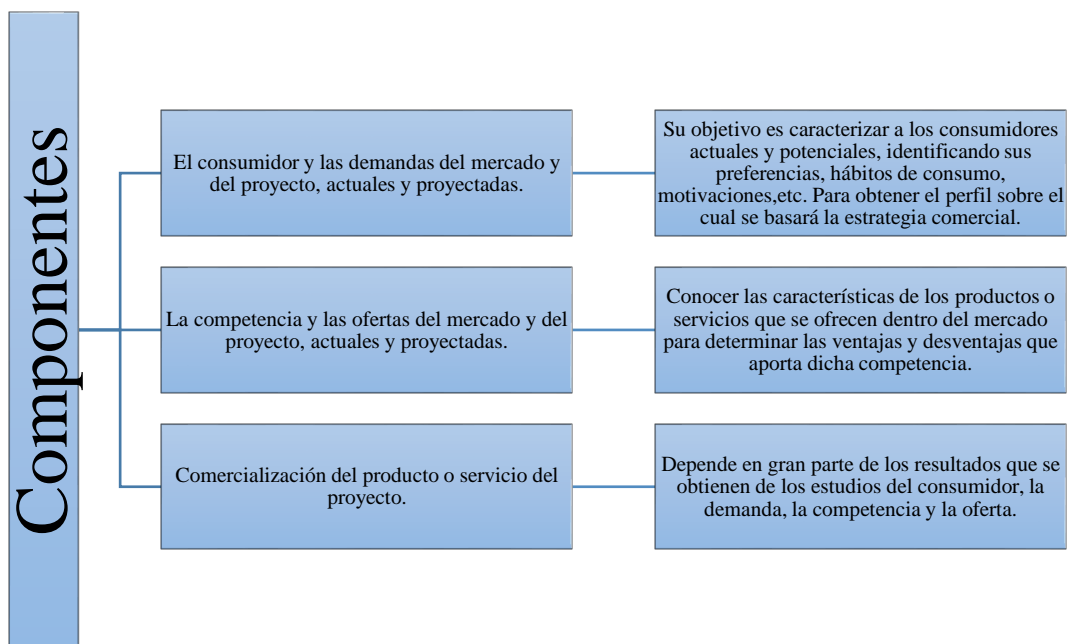 Componentes
El consumidor y las demandas del mercado y
del proyecto, actuales y proyectadas.
Su objetivo es caracterizar a los consumidores
actuales y potenciales, identificando sus
preferencias, hábitos de consumo,
motivaciones,etc. Para obtener el perfil sobre el
cual se basará la estrategia comercial.
La competencia y las ofertas del mercado y del
proyecto, actuales y proyectadas.
Conocer las características de los productos o
servicios que se ofrecen dentro del mercado
para determinar las ventajas y desventajas que
aporta dicha competencia.
Comercialización del producto o servicio del
proyecto.
Depende en gran parte de los resultados que se
obtienen de los estudios del consumidor, la
demanda, la competencia y la oferta.